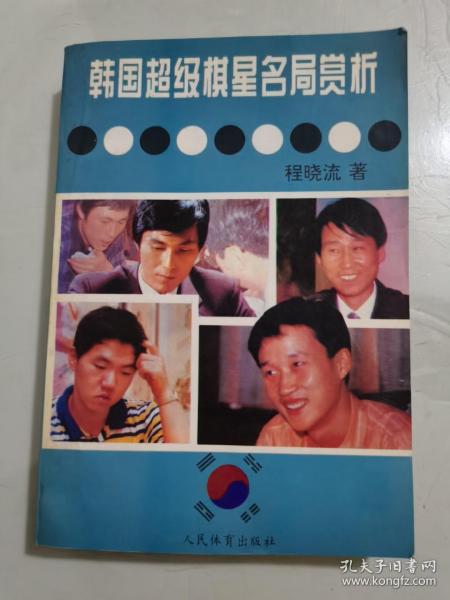 韩国超级棋星名局赏析
程晓流 著
人民体育出版社
孔夫子旧书网
www.kongfz.com